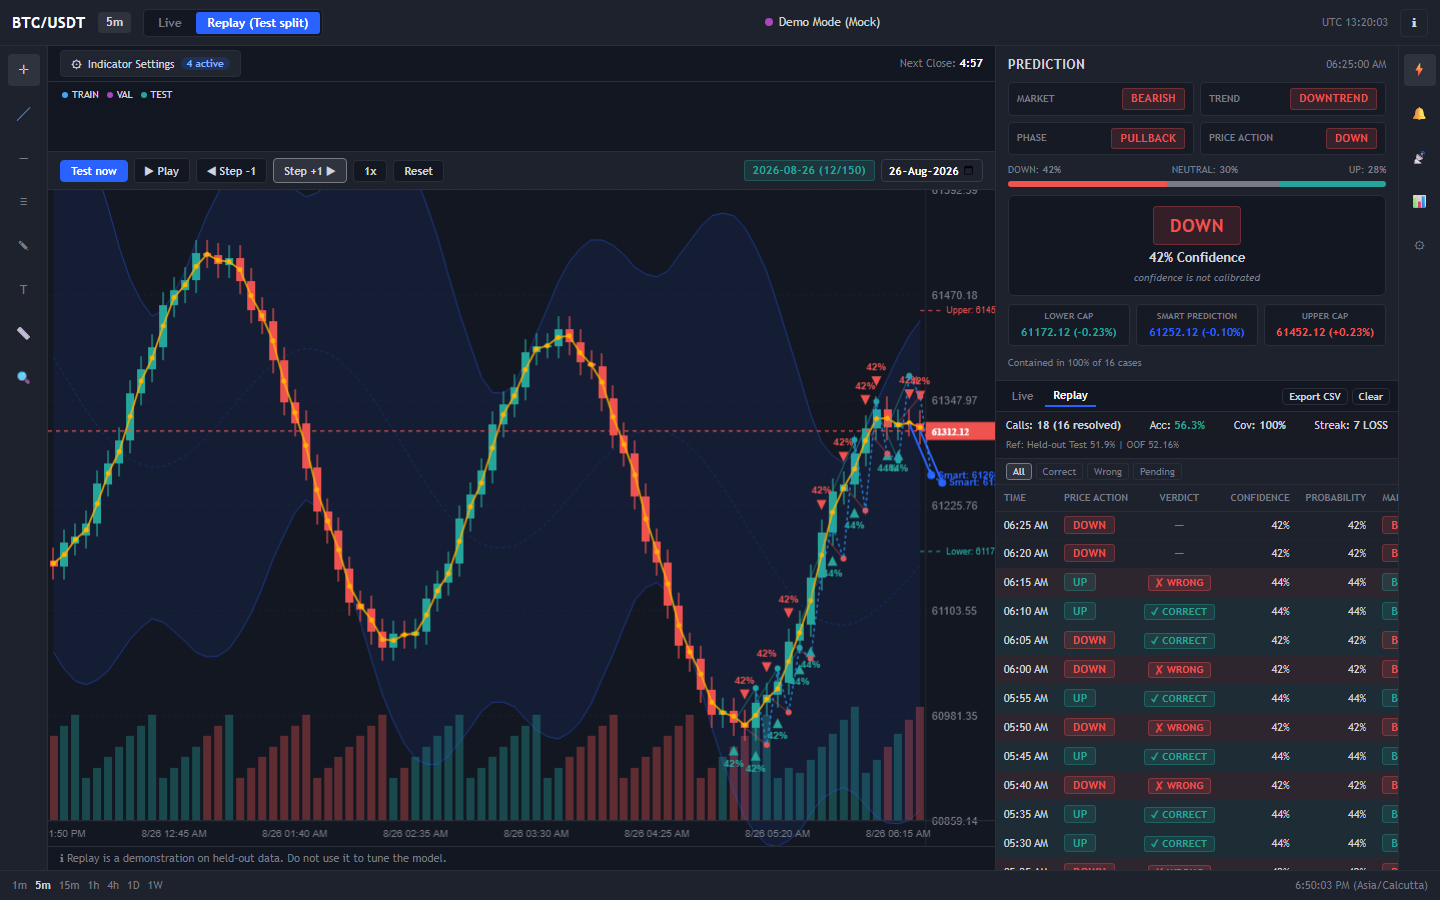 BTC/USDT 5m Live Replay (Test split) Demo Mode (Mock) UTC 13:20:03 i
Indicator Settings 4 active Next Close: 4:57
TRAIN VAL TEST
Test now ▶ Play ◀ Step -1 Step +1 ▶ 1x Reset 2026-08-26 (12/150) 26-Aug-2026
61470.18
61347.97
61312.12
61225.76
61103.55
60981.35
60859.14
1:50 PM 8/26 12:45 AM 8/26 01:40 AM 8/26 02:35 AM 8/26 03:30 AM 8/26 04:25 AM 8/26 05:20 AM 8/26 06:15 AM
ℹ Replay is a demonstration on held-out data. Do not use it to tune the model.
1m 5m 15m 1h 4h 1D 1W
PREDICTION 06:25:00 AM
MARKET BEARISH TREND DOWNTREND
PHASE PULLBACK PRICE ACTION DOWN
DOWN: 42% NEUTRAL: 30% UP: 28%
DOWN
42% Confidence
confidence is not calibrated
LOWER CAP SMART PREDICTION UPPER CAP
61172.12 (-0.23%) 61252.12 (-0.10%) 61452.12 (+0.23%)
Contained in 100% of 16 cases
Live Replay Export CSV Clear
Calls: 18 (16 resolved) Acc: 56.3% Cov: 100% Streak: 7 LOSS
Ref: Held-out Test 51.9% | OOF 52.16%
All Correct Wrong Pending
TIME PRICE ACTION VERDICT CONFIDENCE PROBABILITY
06:25 AM DOWN — 42% 42%
06:20 AM DOWN — 42% 42%
06:15 AM UP ✗ WRONG 44% 44%
06:10 AM UP ✓ CORRECT 44% 44%
06:05 AM DOWN ✓ CORRECT 42% 42%
06:00 AM DOWN ✗ WRONG 42% 42%
05:55 AM UP ✓ CORRECT 44% 44%
05:50 AM DOWN ✗ WRONG 42% 42%
05:45 AM UP ✓ CORRECT 44% 44%
05:40 AM DOWN ✗ WRONG 42% 42%
05:35 AM UP ✓ CORRECT 44% 44%
05:30 AM UP ✓ CORRECT 44% 44%
6:50:03 PM (Asia/Calcutta)